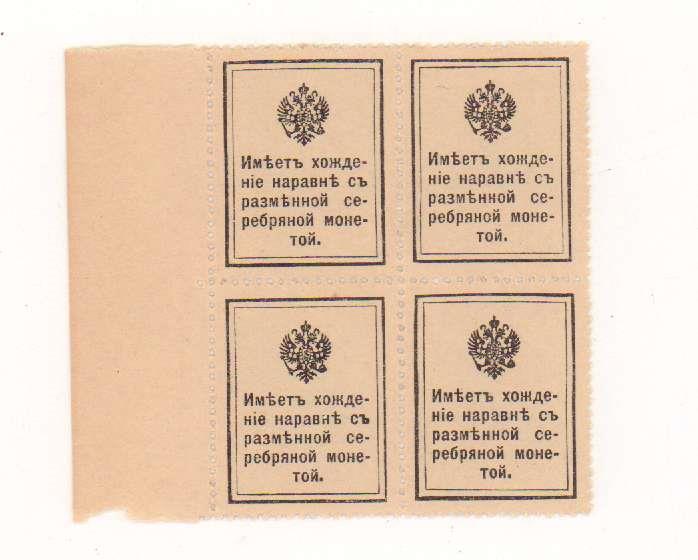 Имѣетъ хожде-
ніе наравнѣ съ
размѣнной се-
ребряной моне-
той.
Имѣетъ хожде-
ніе наравнѣ съ
размѣнной се-
ребряной моне-
той.
Имѣетъ хожде-
ніе наравнѣ съ
размѣнной се-
ребряной моне-
той.
Имѣетъ хожде-
ніе наравнѣ съ
размѣнной се-
ребряной моне-
той.